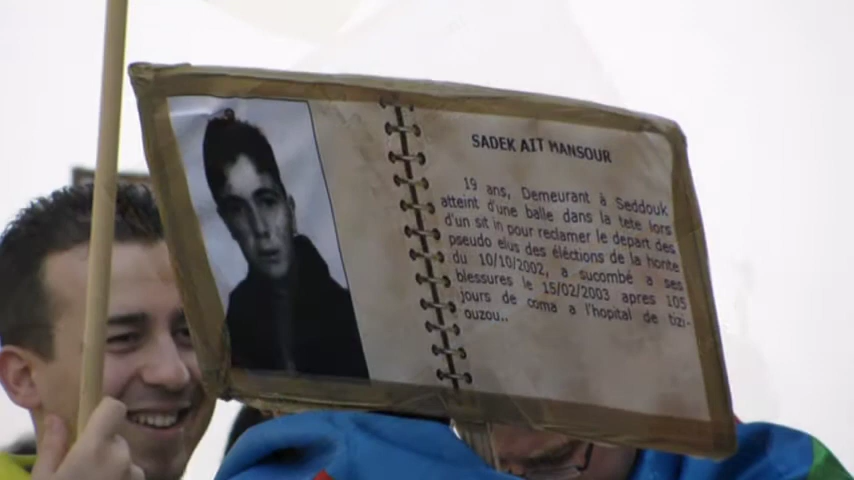 SADEK AIT MANSOUR
19 ans, Demeurant à Seddouk
atteint d'une balle dans la tete lors
d'un sit in pour reclamer le depart des
pseudo elus des éléctions de la honte
du 10/10/2002, a sucombé a ses
blessures le 15/02/2003 apres 105
jours de coma a l'hopital de tizi-
ouzou..